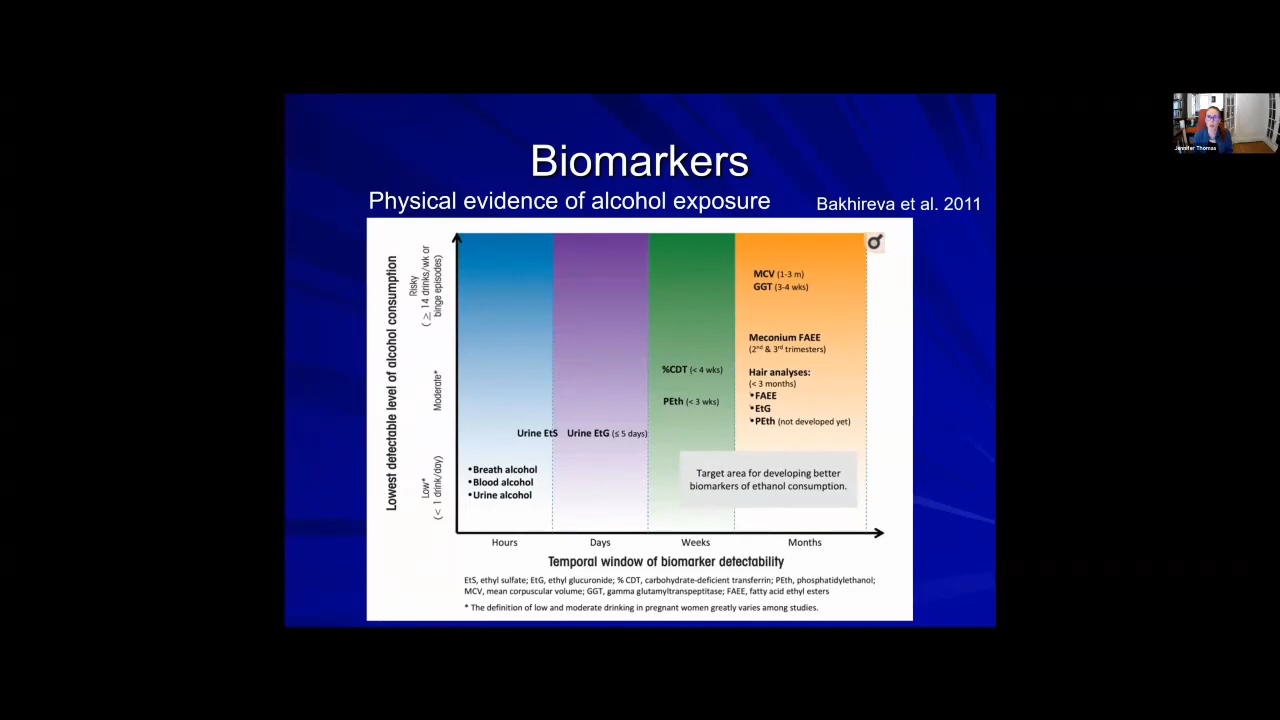 Biomarkers
Physical evidence of alcohol exposure
Bakhireva et al. 2011
Lowest detectable level of alcohol consumption
Risky
( ≥ 14 drinks/wk or
binge episodes)
Moderate*
Low*
(< 1 drink/day)
MCV (1-3 m)
GGT (3-4 wks)
Meconium FAEE
(2nd & 3rd trimesters)
%CDT (< 4 wks)
Hair analyses:
(< 3 months)
•FAEE
•EtG
•PEth (not developed yet)
PEth (< 3 wks)
Urine EtS
Urine EtG (≤ 5 days)
•Breath alcohol
•Blood alcohol
•Urine alcohol
Target area for developing better
biomarkers of ethanol consumption.
Hours
Days
Weeks
Months
Temporal window of biomarker detectability
EtS, ethyl sulfate; EtG, ethyl glucuronide; % CDT, carbohydrate-deficient transferrin; PEth, phosphatidylethanol;
MCV, mean corpuscular volume; GGT, gamma glutamyltranspeptitase; FAEE, fatty acid ethyl esters
* The definition of low and moderate drinking in pregnant women greatly varies among studies.
Jennifer Thomas